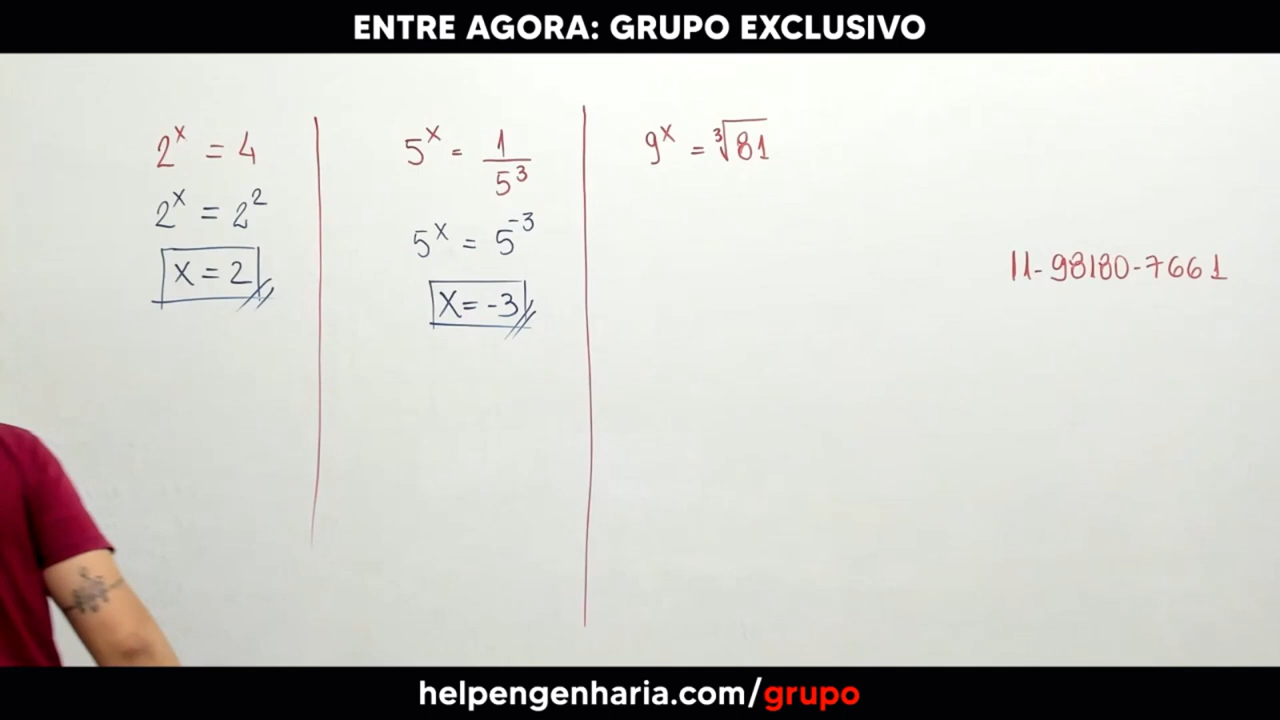 ENTRE AGORA: GRUPO EXCLUSIVO
2^x = 4
2^x = 2^2
x = 2
5^x = 1/5^3
5^x = 5^-3
x = -3
9^x = ∛81
11-98180-7661
helpengenharia.com/grupo